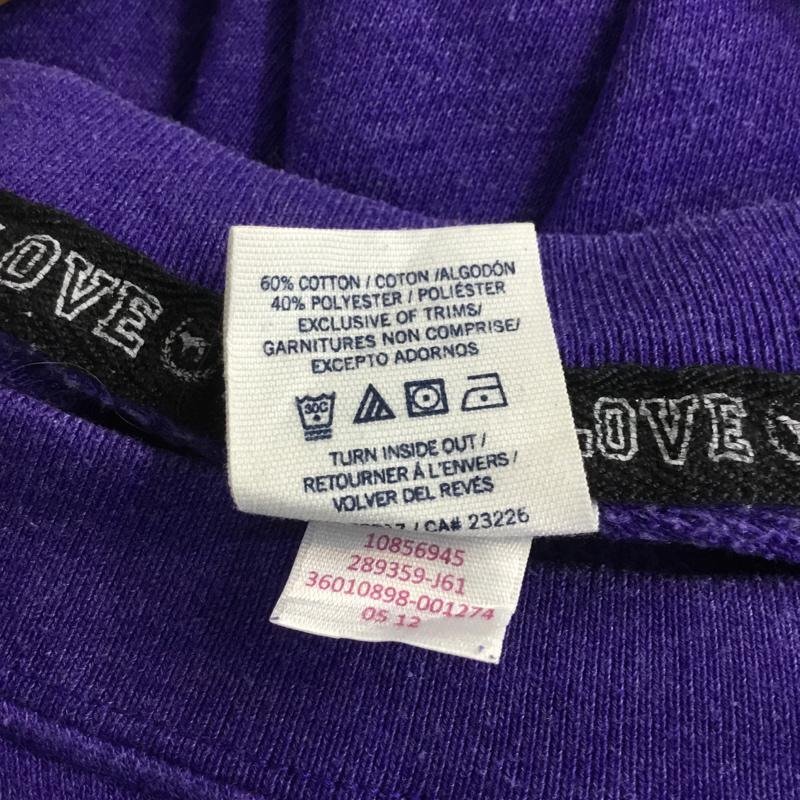 60% COTTON / COTON /ALGODÓN
40% POLYESTER / POLIÉSTER
EXCLUSIVE OF TRIMS/
GARNITURES NON COMPRISE/
EXCEPTO ADORNOS
30C
TURN INSIDE OUT /
RETOURNER À L'ENVERS /
VOLVER DEL REVÉS
/ CA# 23226
10856945
289359-J61
36010898-001274
05 12
LOVE
LOVE